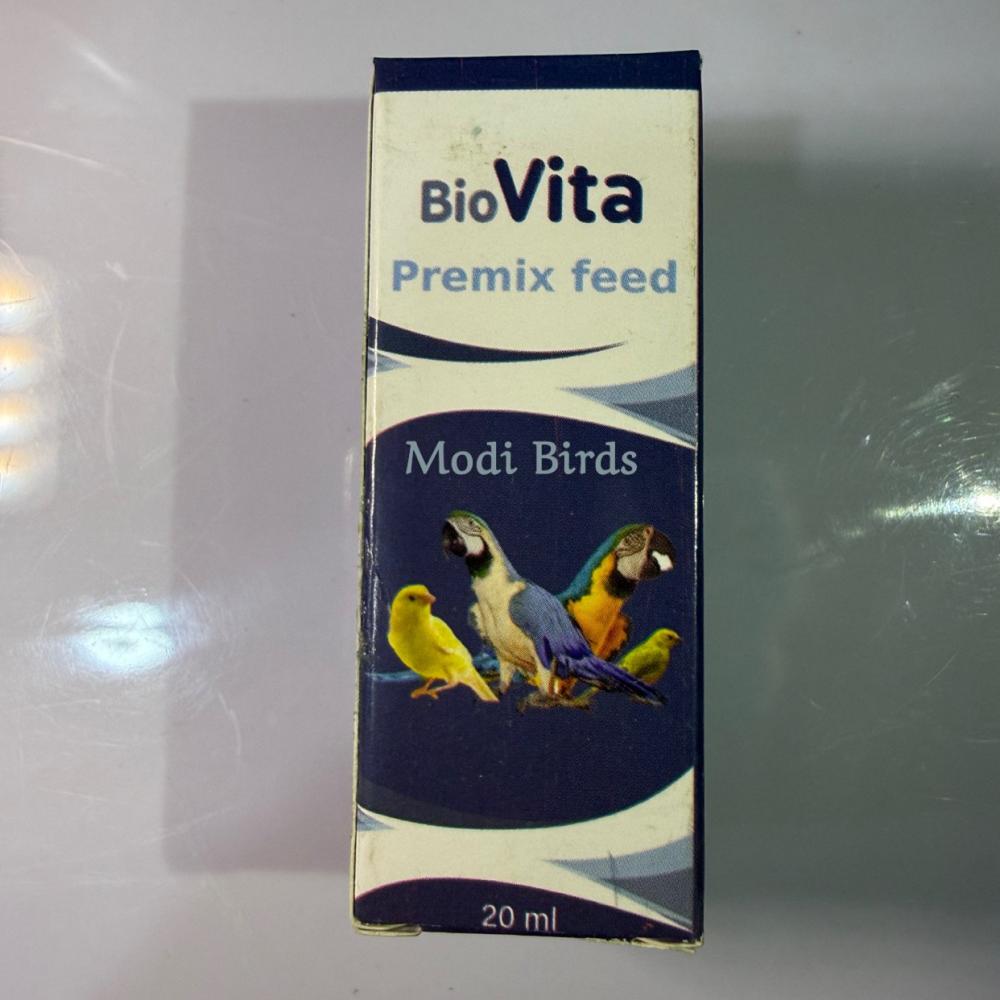 BioVita
Premix feed
Modi Birds
20 ml